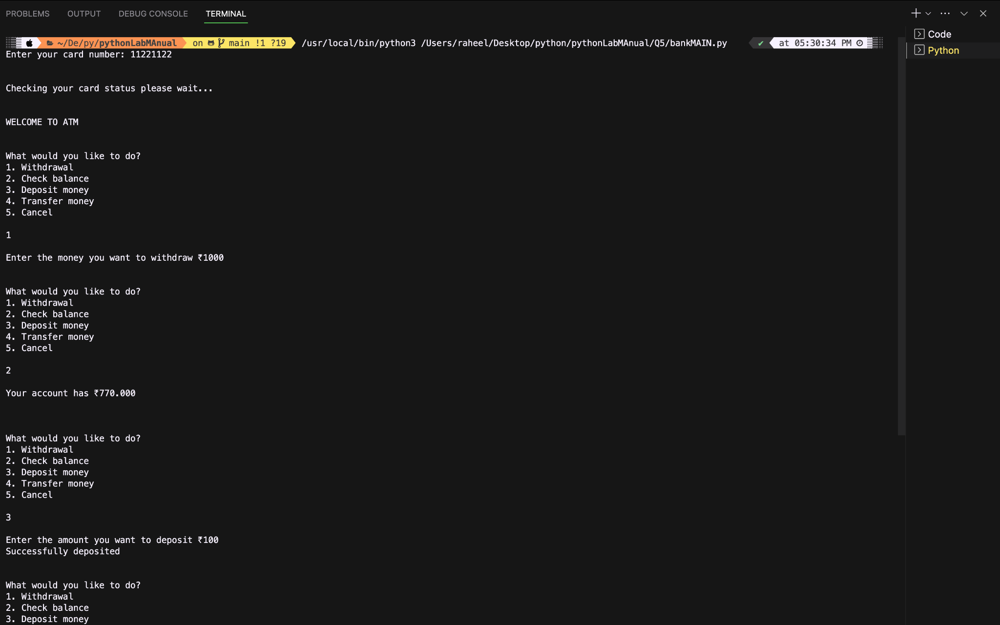 PROBLEMS OUTPUT DEBUG CONSOLE TERMINAL
~/De/py/pythonLabMAnual on main !1 ?19 /usr/local/bin/python3 /Users/raheel/Desktop/python/pythonLabMAnual/Q5/bankMAIN.py ✔ at 05:30:34 PM
Code
Python
Enter your card number: 11221122
Checking your card status please wait...
WELCOME TO ATM
What would you like to do?
1. Withdrawal
2. Check balance
3. Deposit money
4. Transfer money
5. Cancel
1
Enter the money you want to withdraw ₹1000
What would you like to do?
1. Withdrawal
2. Check balance
3. Deposit money
4. Transfer money
5. Cancel
2
Your account has ₹770.000
What would you like to do?
1. Withdrawal
2. Check balance
3. Deposit money
4. Transfer money
5. Cancel
3
Enter the amount you want to deposit ₹100
Successfully deposited
What would you like to do?
1. Withdrawal
2. Check balance
3. Deposit money